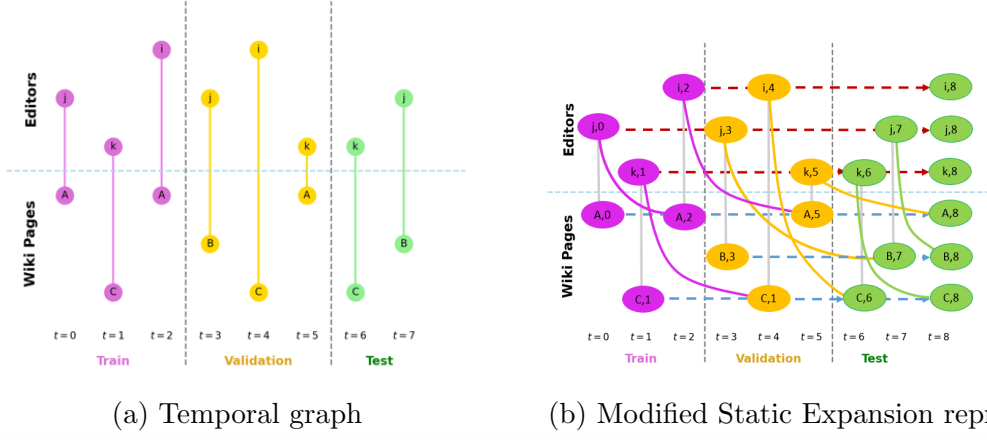 Editors
Wiki Pages
j
A
k
C
i
A
j
B
i
C
k
A
k
C
j
B
t = 0
t = 1
t = 2
t = 3
t = 4
t = 5
t = 6
t = 7
Train
Validation
Test
(a) Temporal graph
Editors
Wiki Pages
i,2
i,4
i,8
j,0
j,3
j,7
j,8
k,1
k,5
k,6
k,8
A,0
A,2
A,5
A,8
B,3
B,7
B,8
C,1
C,1
C,6
C,8
t = 0
t = 1
t = 2
t = 3
t = 4
t = 5
t = 6
t = 7
t = 8
Train
Validation
Test
(b) Modified Static Expansion repr